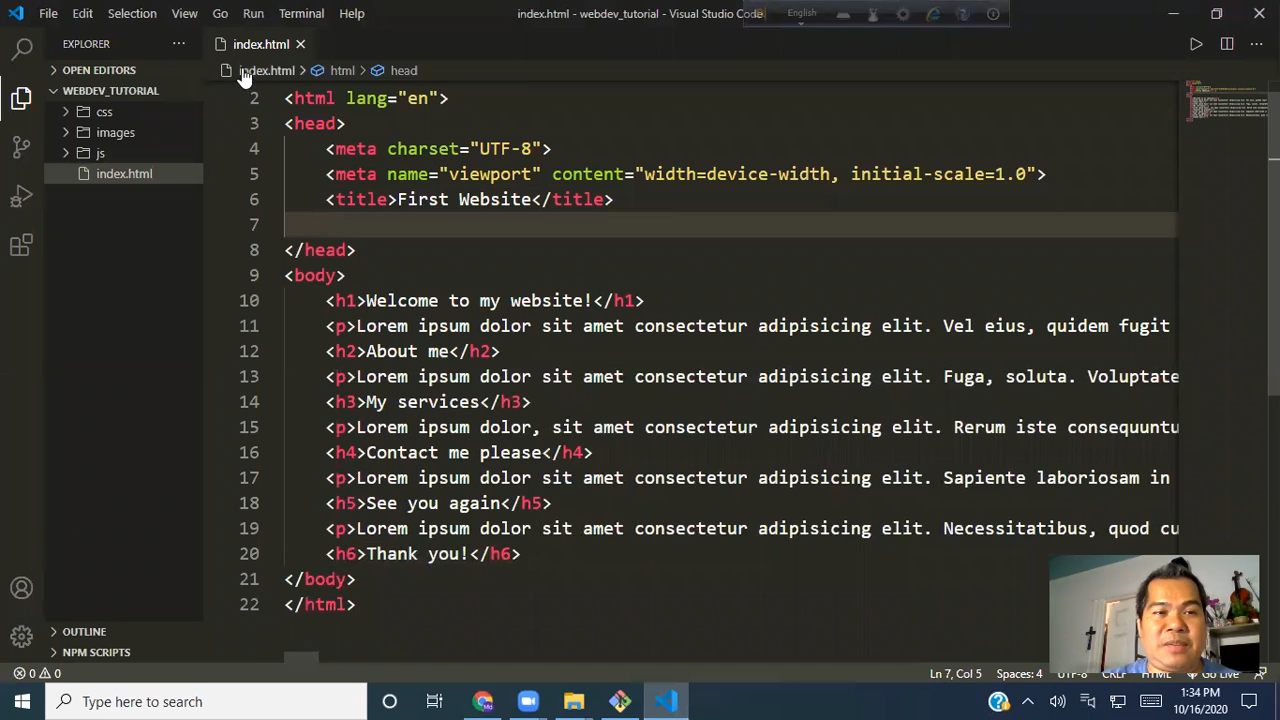 File Edit Selection View Go Run Terminal Help
index.html - webdev_tutorial - Visual Studio Code
English
EXPLORER
index.html
OPEN EDITORS
index.html html head
WEBDEV_TUTORIAL
css
images
js
index.html
2 <html lang="en">
3 <head>
4 <meta charset="UTF-8">
5 <meta name="viewport" content="width=device-width, initial-scale=1.0">
6 <title>First Website</title>
7
8 </head>
9 <body>
10 <h1>Welcome to my website!</h1>
11 <p>Lorem ipsum dolor sit amet consectetur adipisicing elit. Vel eius, quidem fugit
12 <h2>About me</h2>
13 <p>Lorem ipsum dolor sit amet consectetur adipisicing elit. Fuga, soluta. Voluptate
14 <h3>My services</h3>
15 <p>Lorem ipsum dolor, sit amet consectetur adipisicing elit. Rerum iste consequuntu
16 <h4>Contact me please</h4>
17 <p>Lorem ipsum dolor sit amet consectetur adipisicing elit. Sapiente laboriosam in
18 <h5>See you again</h5>
19 <p>Lorem ipsum dolor sit amet consectetur adipisicing elit. Necessitatibus, quod cu
20 <h6>Thank you!</h6>
21 </body>
22 </html>
OUTLINE
NPM SCRIPTS
0 0
Ln 7, Col 5 Spaces: 4 UTF-8 CRLF HTML Go Live
Type here to search
1:34 PM
10/16/2020